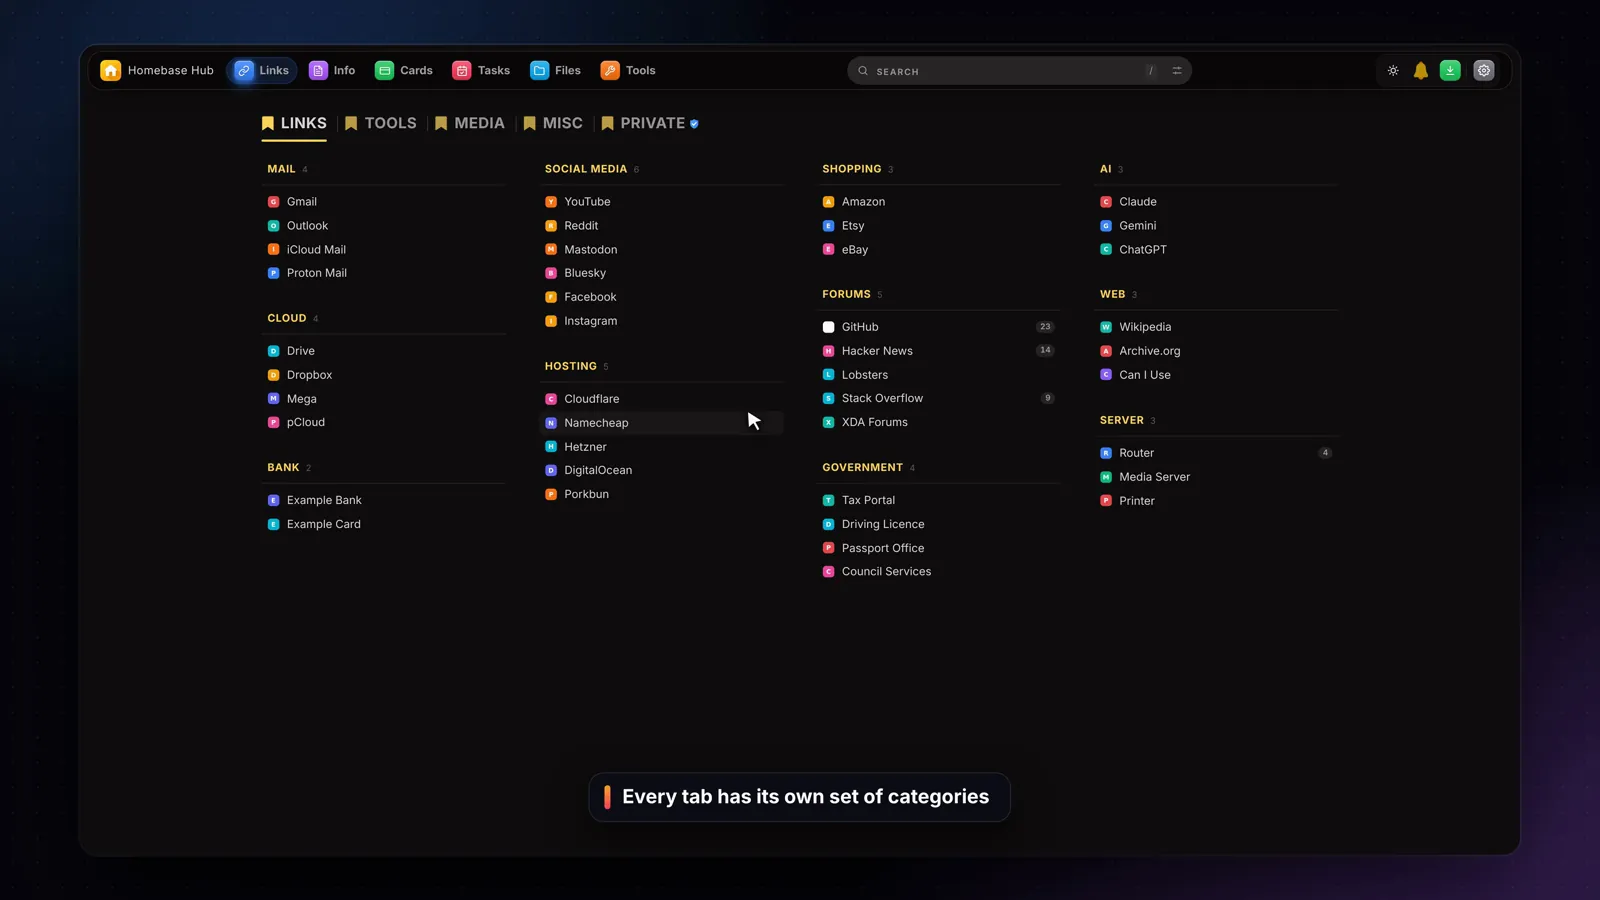 Homebase Hub
Links
Info
Cards
Tasks
Files
Tools
SEARCH
/
LINKS
TOOLS
MEDIA
MISC
PRIVATE
MAIL 4
G Gmail
O Outlook
I iCloud Mail
P Proton Mail
CLOUD 4
D Drive
D Dropbox
M Mega
P pCloud
BANK 2
E Example Bank
E Example Card
SOCIAL MEDIA 6
Y YouTube
R Reddit
M Mastodon
B Bluesky
F Facebook
I Instagram
HOSTING 5
C Cloudflare
N Namecheap
H Hetzner
D DigitalOcean
P Porkbun
SHOPPING 3
A Amazon
E Etsy
E eBay
FORUMS 5
GitHub 23
H Hacker News 14
L Lobsters
S Stack Overflow 9
X XDA Forums
GOVERNMENT 4
T Tax Portal
D Driving Licence
P Passport Office
C Council Services
AI 3
C Claude
G Gemini
C ChatGPT
WEB 3
W Wikipedia
A Archive.org
C Can I Use
SERVER 3
R Router 4
M Media Server
P Printer
Every tab has its own set of categories